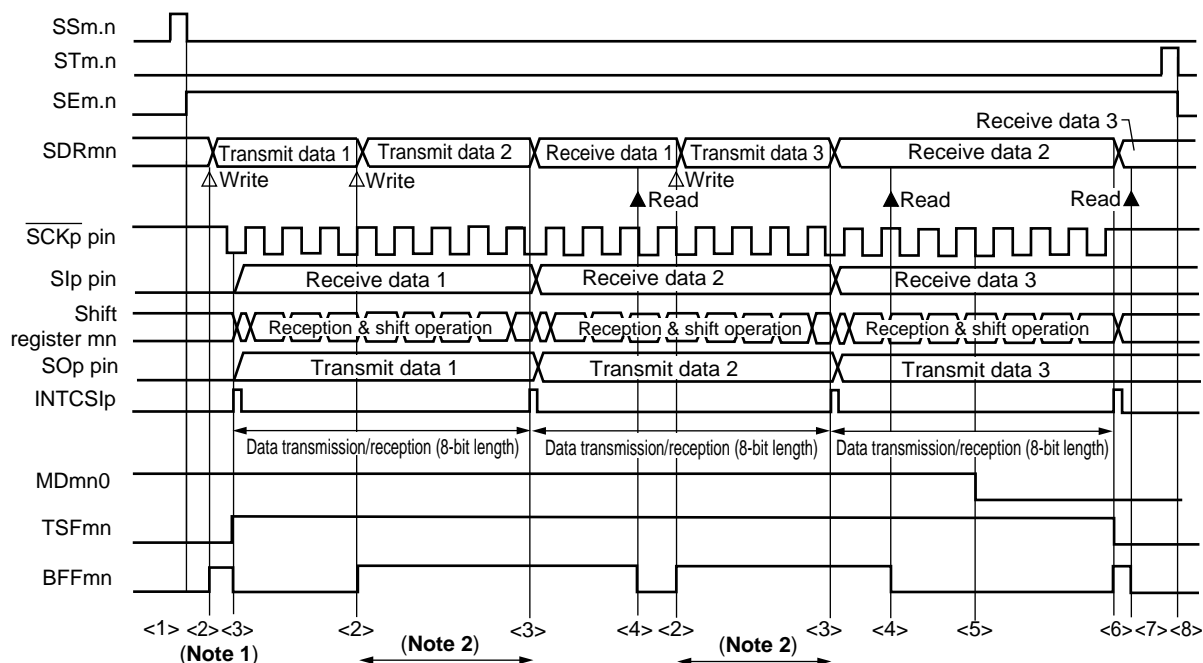 SSm.n
STm.n
SEm.n
Receive data 3
SDRmn
Transmit data 1
Transmit data 2
Receive data 1
Transmit data 3
Receive data 2
Write
Write
Write
Read
Read
Read
SCKp pin
SIp pin
Receive data 1
Receive data 2
Receive data 3
Shift
register mn
Reception & shift operation
Reception & shift operation
Reception & shift operation
SOp pin
Transmit data 1
Transmit data 2
Transmit data 3
INTCSIp
Data transmission/reception (8-bit length)
Data transmission/reception (8-bit length)
Data transmission/reception (8-bit length)
MDmn0
TSFmn
BFFmn
<1> <2> <3> <2> <3> <4> <2> <3> <4> <5> <6> <7> <8>
(Note 1)
(Note 2)
(Note 2)